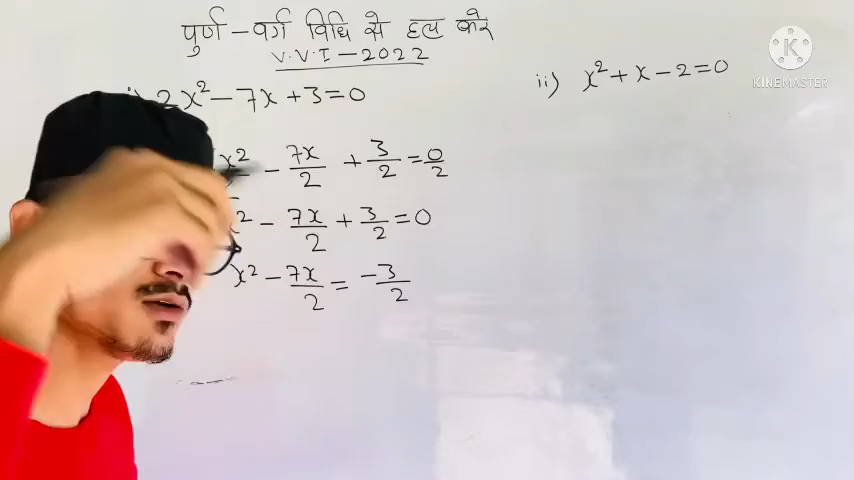 पुर्ण - वर्ग विधि से हल करे
V.V.I - 2022
i) 2x² - 7x + 3 = 0
x² - 7x/2 + 3/2 = 0/2
x² - 7x/2 + 3/2 = 0
x² - 7x/2 = -3/2
ii) x² + x - 2 = 0
KINEMASTER